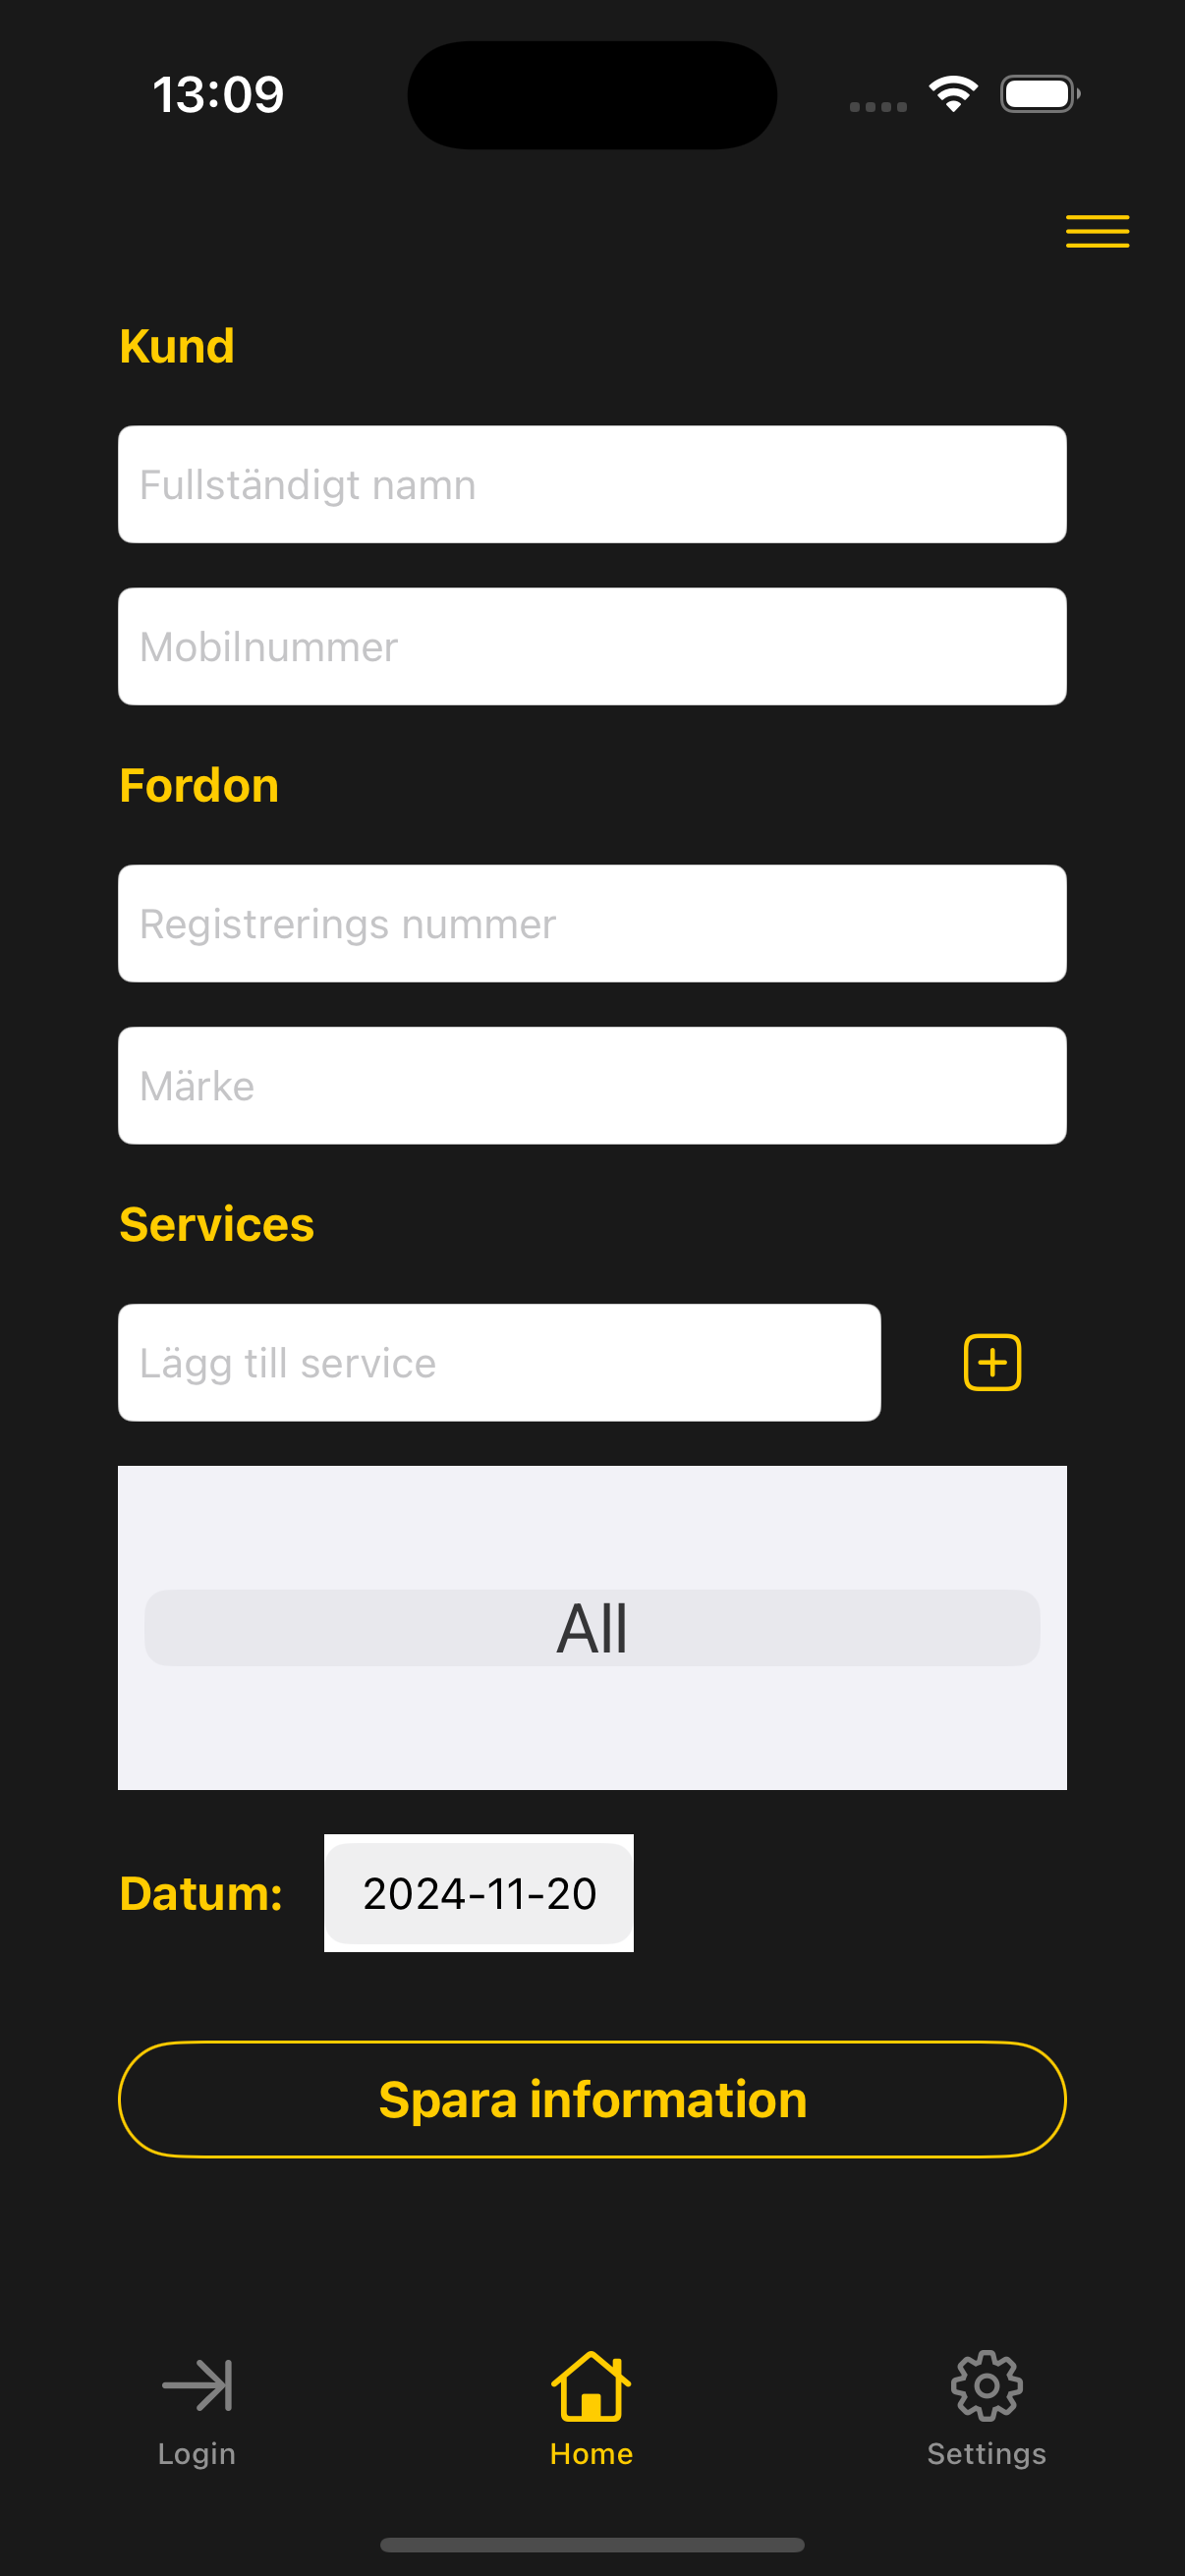 13:09
Kund
Fullständigt namn
Mobilnummer
Fordon
Registrerings nummer
Märke
Services
Lägg till service
All
Datum: 2024-11-20
Spara information
Login Home Settings